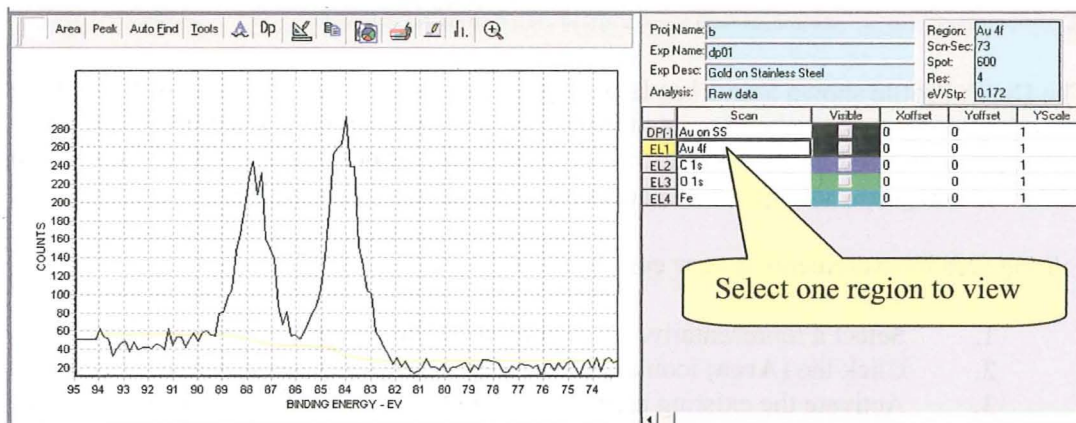 Area Peak Auto Find Tools Dp
280
260
240
220
200
180
160
140
120
100
80
60
40
20
COUNTS
95 94 93 92 91 90 89 88 87 86 85 84 83 82 81 80 79 78 77 76 75 74
BINDING ENERGY - EV
Proj Name: b
Exp Name: dp01
Exp Desc: Gold on Stainless Steel
Analysis: Raw data
Region: Au 4f
Scn-Sec: 73
Spot: 600
Res: 4
eV/Stp: 0.172
Scan Visible Xoffset Yoffset YScale
DP(-) Au on SS 0 0 1
EL1 Au 4f 0 0 1
EL2 C 1s 0 0 1
EL3 O 1s 0 0 1
EL4 Fe 0 0 1
Select one region to view